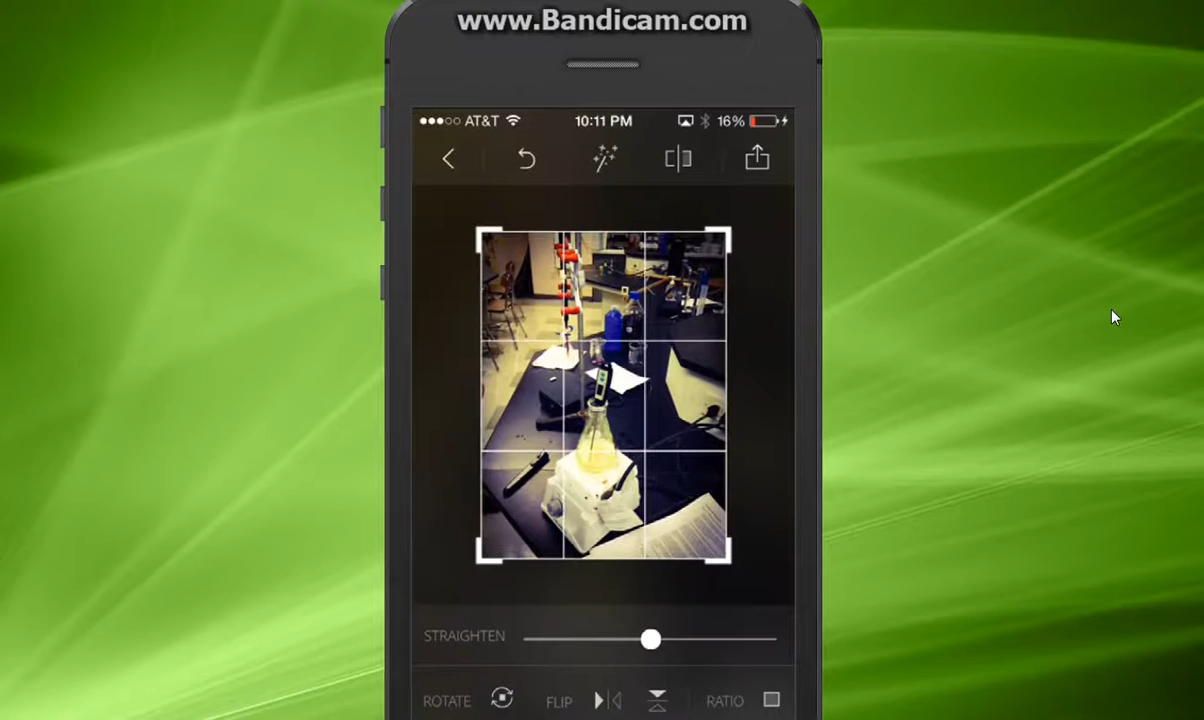 www.Bandicam.com
AT&T 10:11 PM 16%
STRAIGHTEN
ROTATE FLIP RATIO